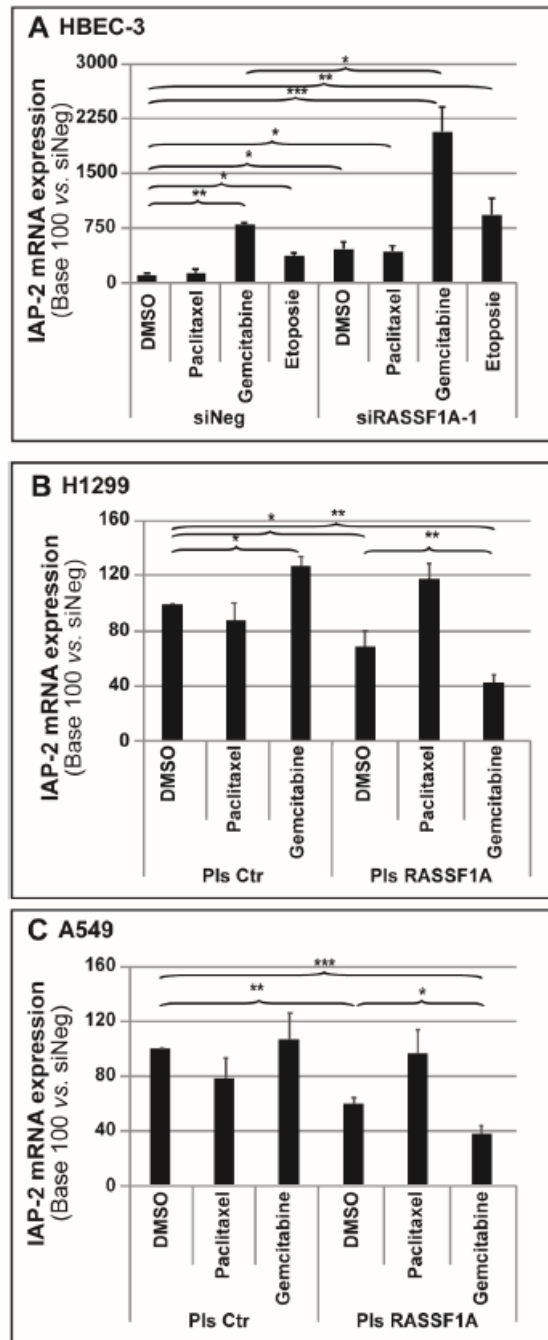 A HBEC-3
IAP-2 mRNA expression
(Base 100 vs. siNeg)
3000
2250
1500
750
0
*
**
***
*
*
*
**
DMSO
Paclitaxel
Gemcitabine
Etoposie
DMSO
Paclitaxel
Gemcitabine
Etoposie
siNeg
siRASSF1A-1
B H1299
IAP-2 mRNA expression
(Base 100 vs. siNeg)
160
120
80
40
0
**
*
*
**
DMSO
Paclitaxel
Gemcitabine
DMSO
Paclitaxel
Gemcitabine
Pls Ctr
Pls RASSF1A
C A549
IAP-2 mRNA expression
(Base 100 vs. siNeg)
160
120
80
40
0
***
**
*
DMSO
Paclitaxel
Gemcitabine
DMSO
Paclitaxel
Gemcitabine
Pls Ctr
Pls RASSF1A